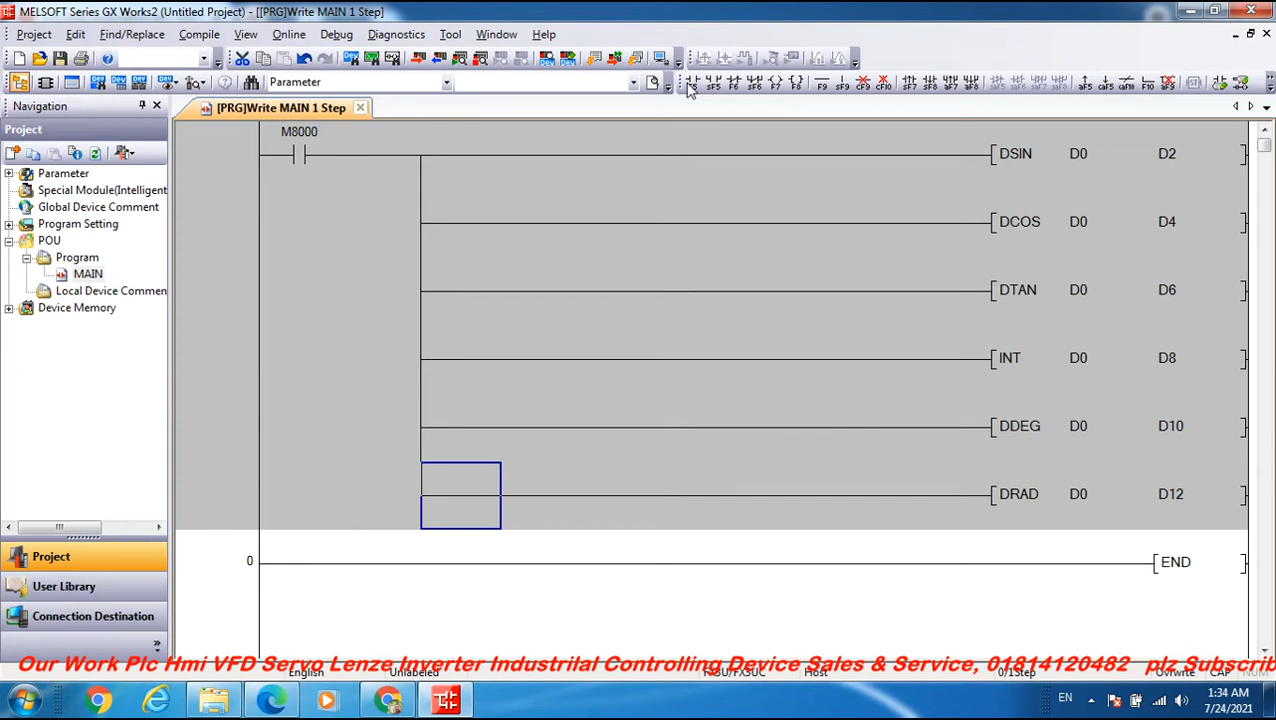 MELSOFT Series GX Works2 (Untitled Project) - [[PRG]Write MAIN 1 Step]
Project Edit Find/Replace Compile View Online Debug Diagnostics Tool Window Help
Parameter
Navigation
[PRG]Write MAIN 1 Step
Project
Parameter
Special Module(Intelligent
Global Device Comment
Program Setting
POU
Program
MAIN
Local Device Commen
Device Memory
Project
User Library
Connection Destination
M8000
DSIN D0 D2
DCOS D0 D4
DTAN D0 D6
INT D0 D8
DDEG D0 D10
DRAD D0 D12
0 END
Our Work Plc Hmi VFD Servo Lenze Inverter Industrilal Controlling Device Sales & Service, 01814120482 plz Subscrib
English Unlabeled FX3U/FX3UC Host 0/1Step Ovrwrte CAP NUM
EN 1:34 AM
7/24/2021